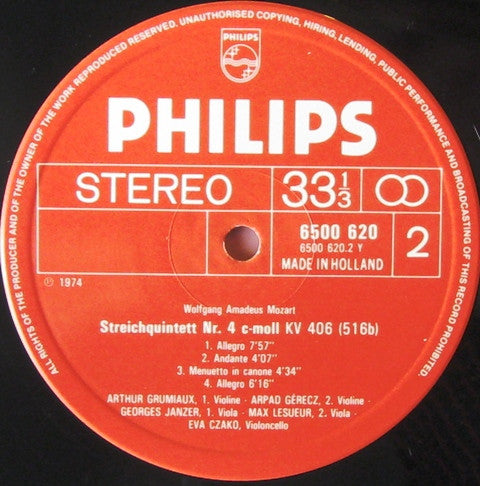 ALL RIGHTS OF THE PRODUCER AND OF THE OWNER OF THE WORK REPRODUCED RESERVED. UNAUTHORISED COPYING, HIRING, LENDING, PUBLIC PERFORMANCE AND BROADCASTING OF THIS RECORD PROHIBITED.
PHILIPS
PHILIPS
STEREO 33 1/3
6500 620
6500 620.2 Y
MADE IN HOLLAND
2
℗ 1974
Wolfgang Amadeus Mozart
Streichquintett Nr. 4 c-moll KV 406 (516b)
1. Allegro 7'57''
2. Andante 4'07''
3. Menuetto in canone 4'34''
4. Allegro 6'16''
ARTHUR GRUMIAUX, 1. Violine · ARPAD GÉRECZ, 2. Violine
GEORGES JANZER, 1. Viola · MAX LESUEUR, 2. Viola
EVA CZAKO, Violoncello